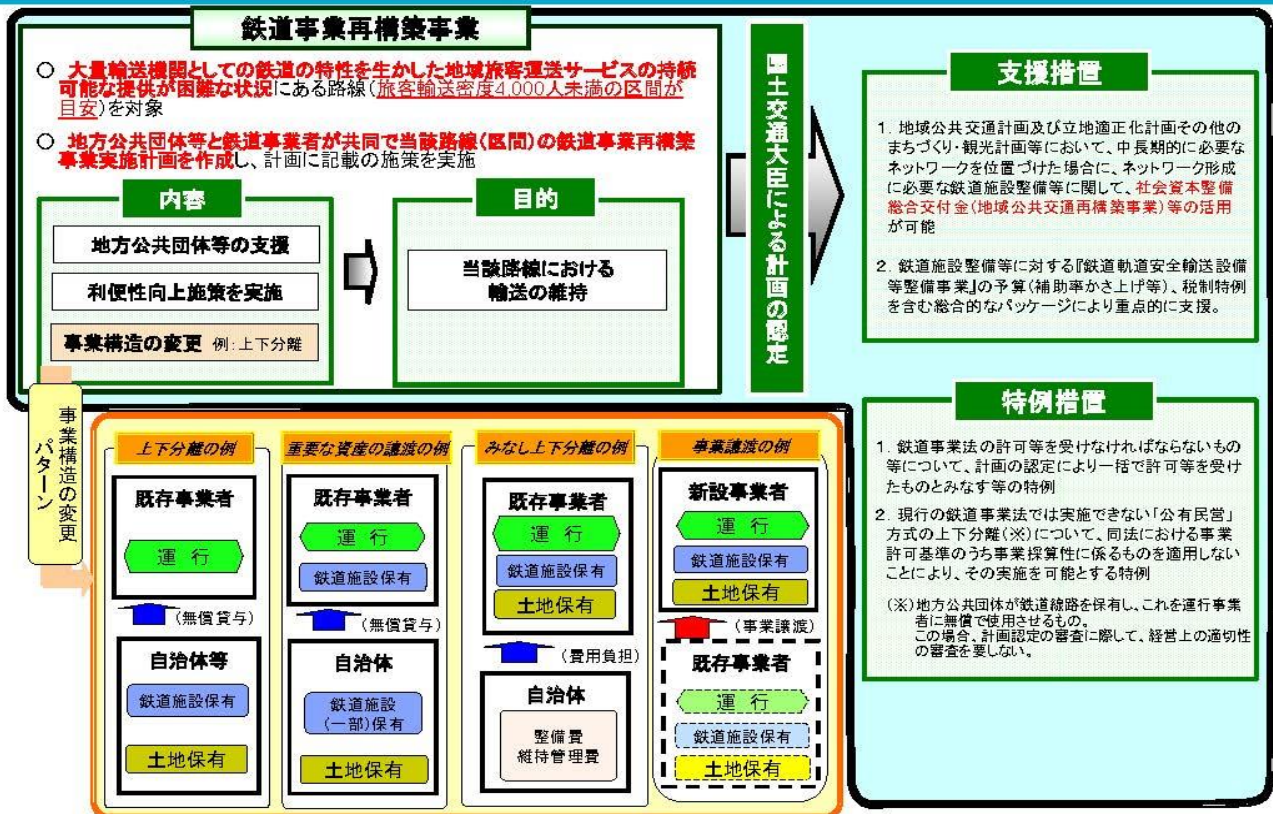 鉄道事業再構築事業
○ 大量輸送機関としての鉄道の特性を生かした地域旅客運送サービスの持続
可能な提供が困難な状況にある路線(旅客輸送密度4,000人未満の区間が
目安)を対象
○ 地方公共団体等と鉄道事業者が共同で当該路線(区間)の鉄道事業再構築
事業実施計画を作成し、計画に記載の施策を実施
内容
地方公共団体等の支援
利便性向上施策を実施
事業構造の変更 例:上下分離
目的
当該路線における
輸送の維持
国土交通大臣による計画の認定
支援措置
1. 地域公共交通計画及び立地適正化計画その他の
まちづくり・観光計画等において、中長期的に必要な
ネットワークを位置づけた場合に、ネットワーク形成
に必要な鉄道施設整備等に関して、社会資本整備
総合交付金(地域公共交通再構築事業)等の活用
が可能
2. 鉄道施設整備等に対する『鉄道軌道安全輸送設備
等整備事業』の予算(補助率かさ上げ等)、税制特例
を含む総合的なパッケージにより重点的に支援。
特例措置
1. 鉄道事業法の許可等を受けなければならないもの
等について、計画の認定により一括で許可等を受け
たものとみなす等の特例
2. 現行の鉄道事業法では実施できない「公有民営」
方式の上下分離(※)について、同法における事業
許可基準のうち事業採算性に係るものを適用しない
ことにより、その実施を可能とする特例
(※)地方公共団体が鉄道線路を保有し、これを運行事業
者に無償で使用させるもの。
この場合、計画認定の審査に際して、経営上の適切性
の審査を要しない。
事業構造の変更
パターン
上下分離の例
既存事業者
運 行
(無償貸与)
自治体等
鉄道施設保有
土地保有
重要な資産の譲渡の例
既存事業者
運 行
鉄道施設保有
(無償貸与)
自治体
鉄道施設
(一部)保有
土地保有
みなし上下分離の例
既存事業者
運 行
鉄道施設保有
土地保有
(費用負担)
自治体
整備費
維持管理費
事業譲渡の例
新設事業者
運 行
鉄道施設保有
土地保有
(事業譲渡)
既存事業者
運 行
鉄道施設保有
土地保有